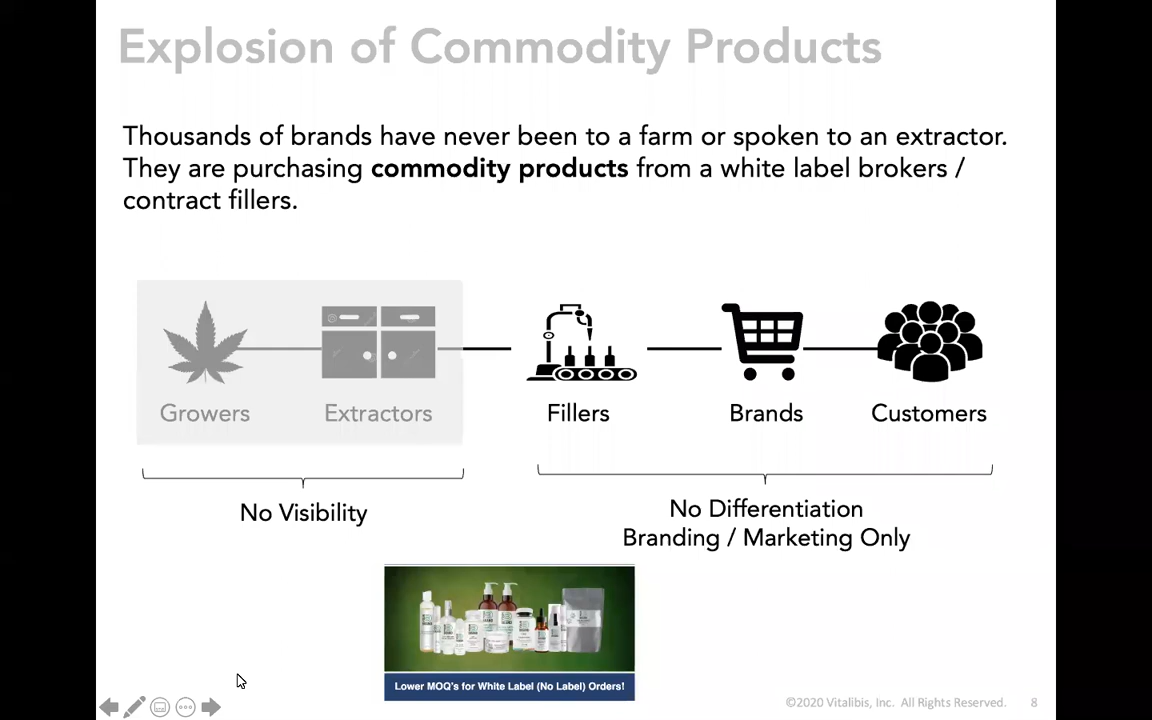 Explosion of Commodity Products
Thousands of brands have never been to a farm or spoken to an extractor.
They are purchasing commodity products from a white label brokers /
contract fillers.
Growers
Extractors
Fillers
Brands
Customers
No Visibility
No Differentiation
Branding / Marketing Only
Lower MOQ's for White Label (No Label) Orders!
©2020 Vitalibis, Inc. All Rights Reserved.
8